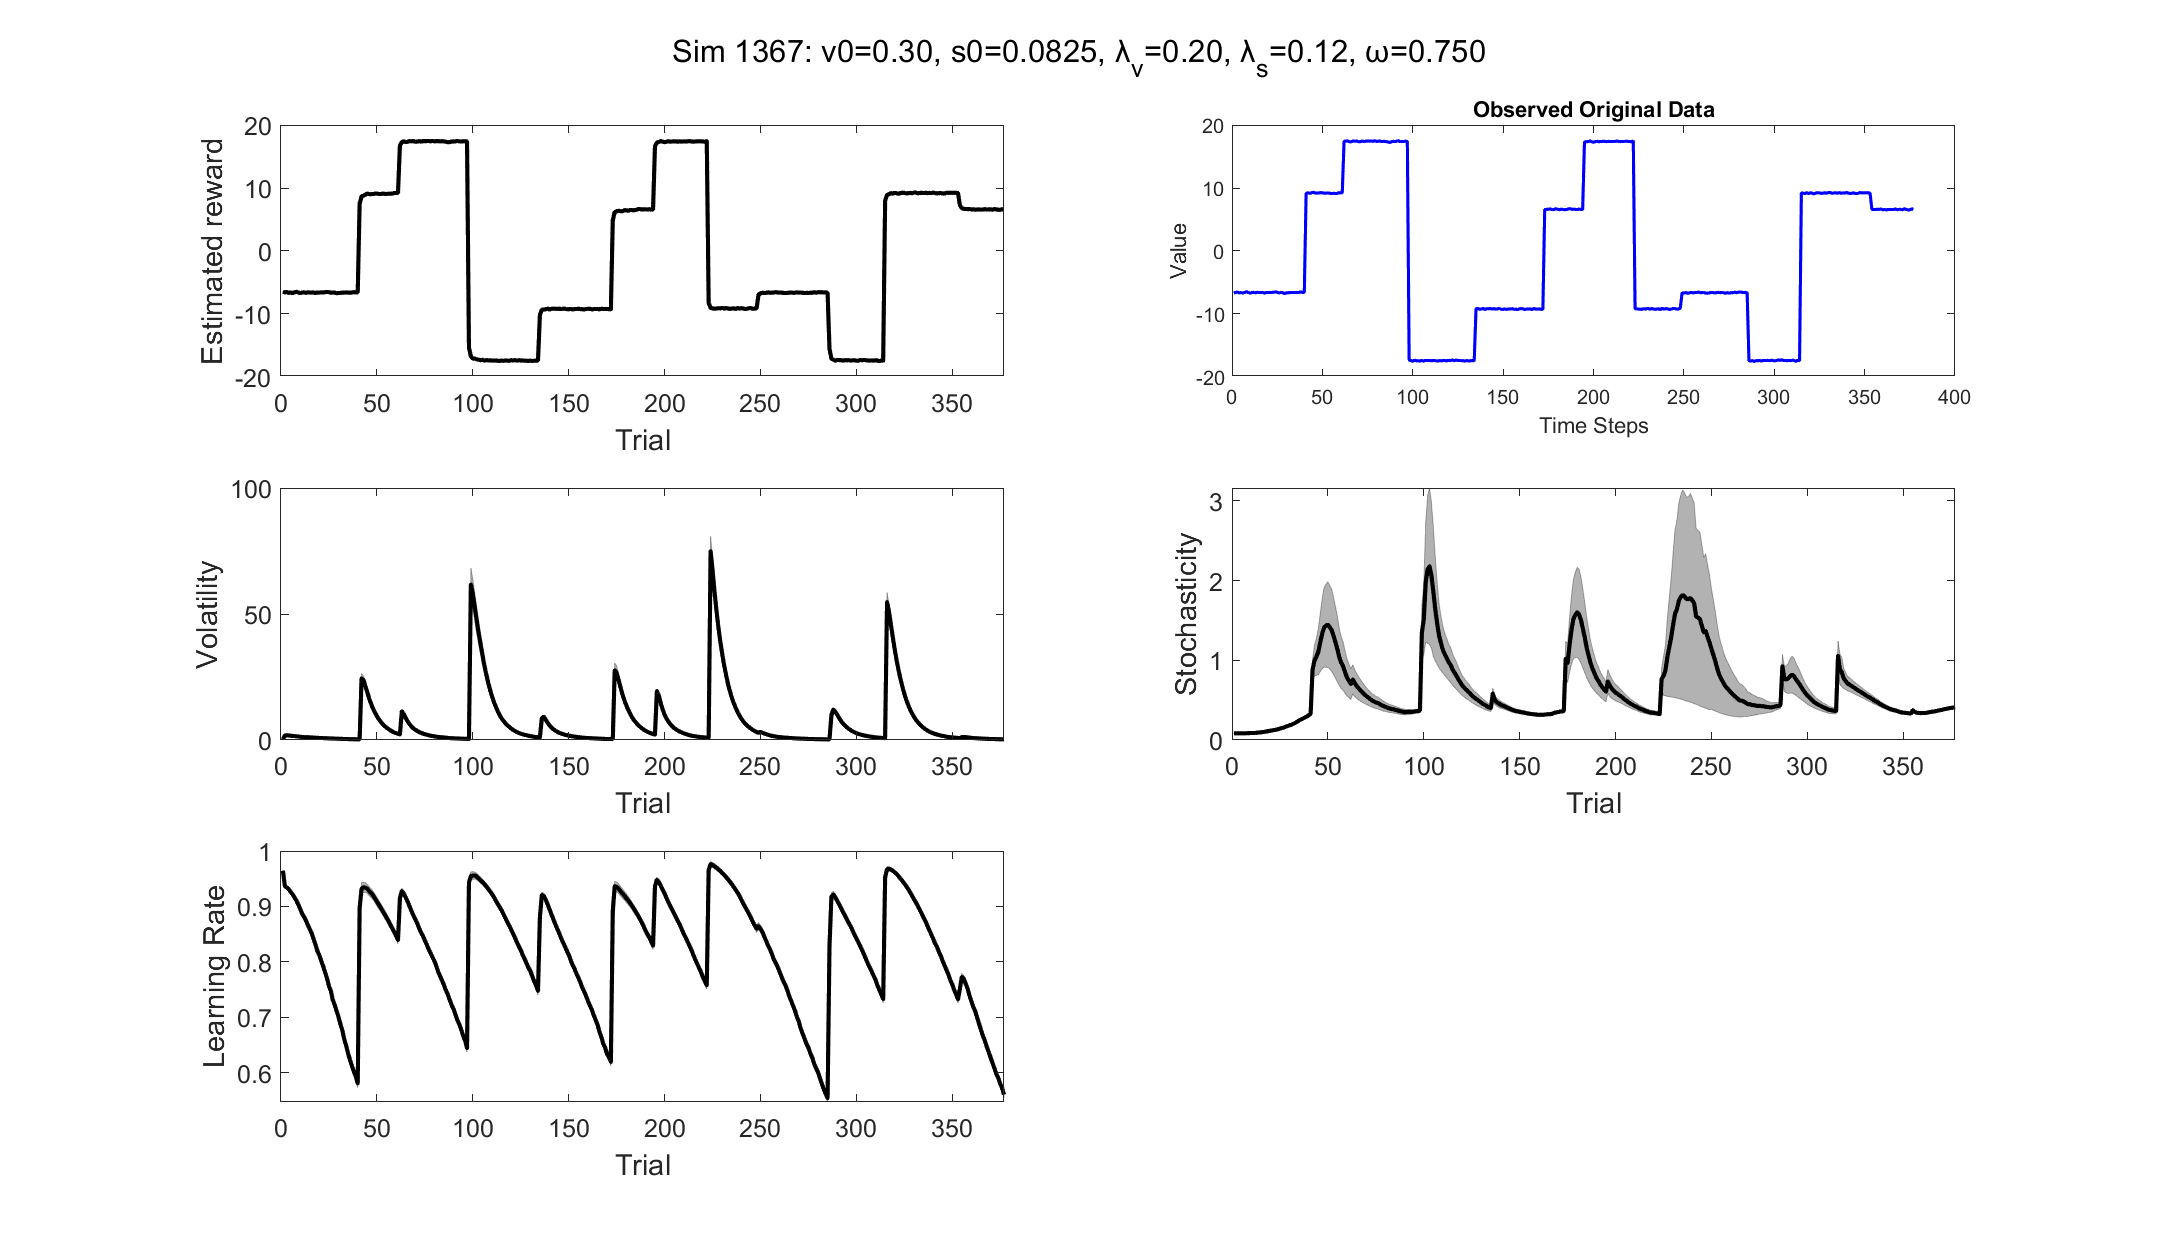 Sim 1367: v0=0.30, s0=0.0825, λ_v=0.20, λ_s=0.12, ω=0.750
Estimated reward
20
10
0
-10
-20
0 50 100 150 200 250 300 350
Trial
Observed Original Data
Value
20
10
0
-10
-20
0 50 100 150 200 250 300 350 400
Time Steps
Volatility
100
50
0
0 50 100 150 200 250 300 350
Trial
Stochasticity
3
2
1
0
0 50 100 150 200 250 300 350
Trial
Learning Rate
1
0.9
0.8
0.7
0.6
0 50 100 150 200 250 300 350
Trial